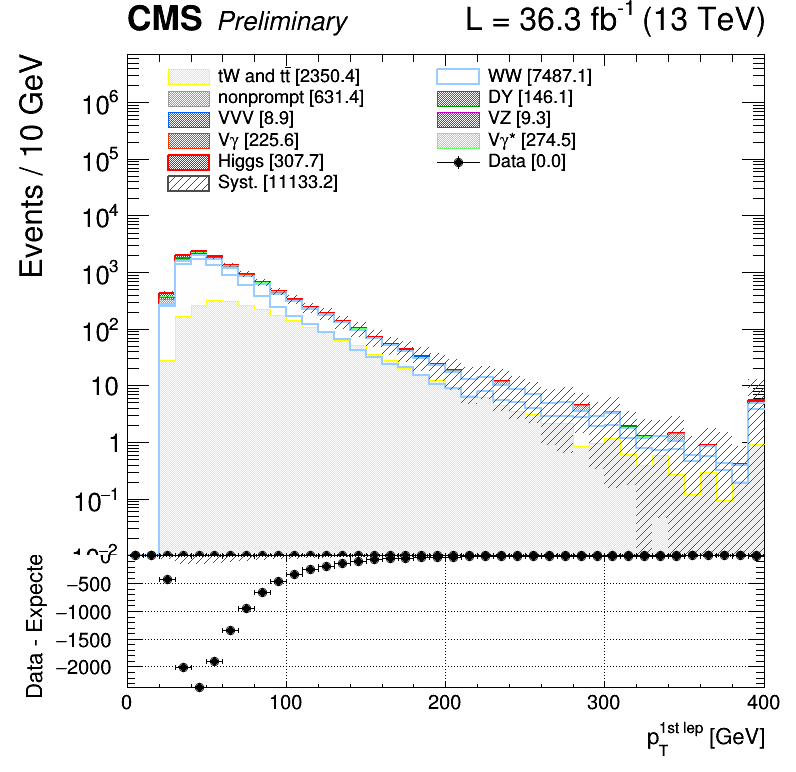 CMS Preliminary L = 36.3 fb⁻¹ (13 TeV)
Events / 10 GeV
tW and tt̄ [2350.4] WW [7487.1]
nonprompt [631.4] DY [146.1]
VVV [8.9] VZ [9.3]
Vγ [225.6] Vγ* [274.5]
Higgs [307.7] Data [0.0]
Syst. [11133.2]
10⁶
10⁵
10⁴
10³
10²
10
1
10⁻¹
10⁻²
0
Data - Expecte
−500
−1000
−1500
−2000
0 100 200 300 400
p_T^1st lep [GeV]